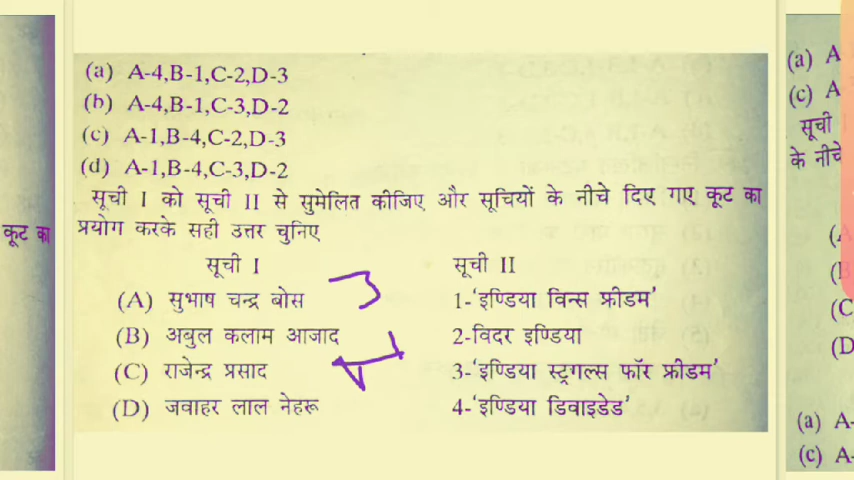 (a) A-4,B-1,C-2,D-3
(b) A-4,B-1,C-3,D-2
(c) A-1,B-4,C-2,D-3
(d) A-1,B-4,C-3,D-2
सूची I को सूची II से सुमेलित कीजिए और सूचियों के नीचे दिए गए कूट का
प्रयोग करके सही उत्तर चुनिए
सूची I सूची II
(A) सुभाष चन्द्र बोस 3 1-'इण्डिया विन्स फ्रीडम'
(B) अबुल कलाम आजाद 2-विदर इण्डिया
(C) राजेन्द्र प्रसाद 3-'इण्डिया स्ट्रगल्स फॉर फ्रीडम'
(D) जवाहर लाल नेहरू 4-'इण्डिया डिवाइडेड'
कूट का
(a) A
(c) A
सूची
के नीचे
(A
(B
(C
(D
(a) A-
(c) A-